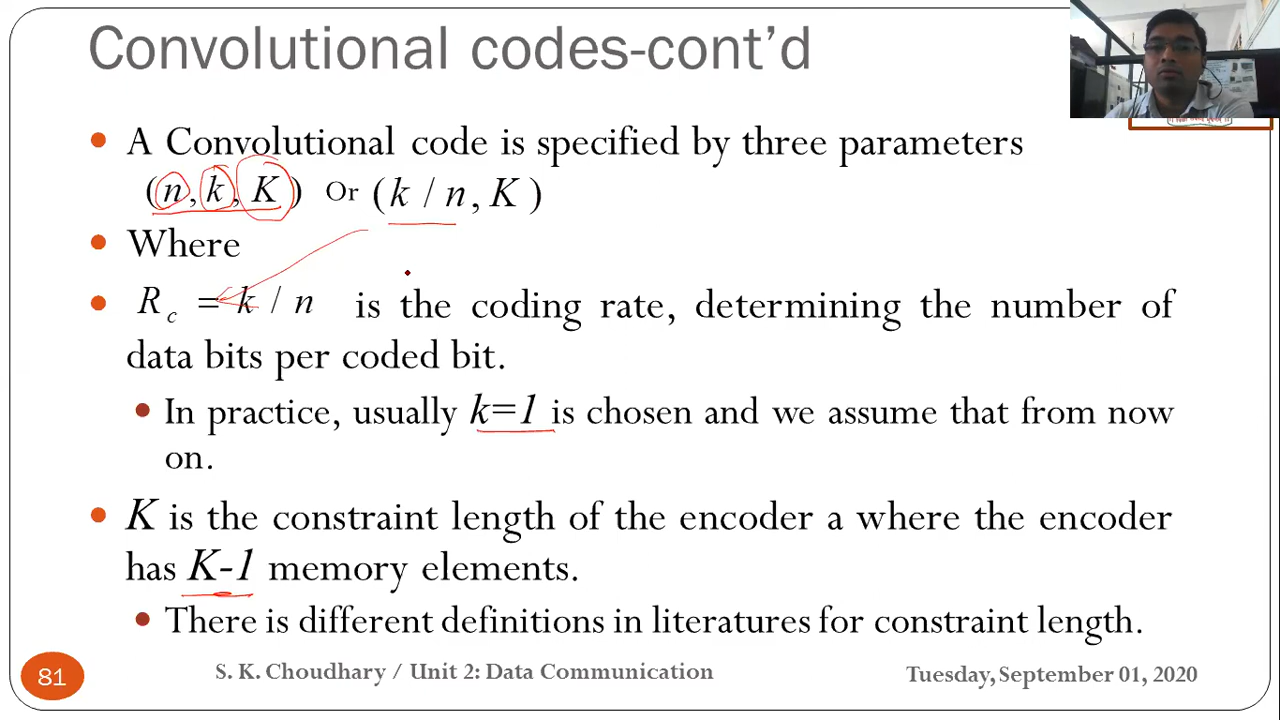 Convolutional codes-cont’d
A Convolutional code is specified by three parameters
(n, k, K) Or (k / n, K)
Where
R_c = k / n is the coding rate, determining the number of
data bits per coded bit.
In practice, usually k=1 is chosen and we assume that from now
on.
K is the constraint length of the encoder a where the encoder
has K-1 memory elements.
There is different definitions in literatures for constraint length.
81 S. K. Choudhary / Unit 2: Data Communication Tuesday, September 01, 2020